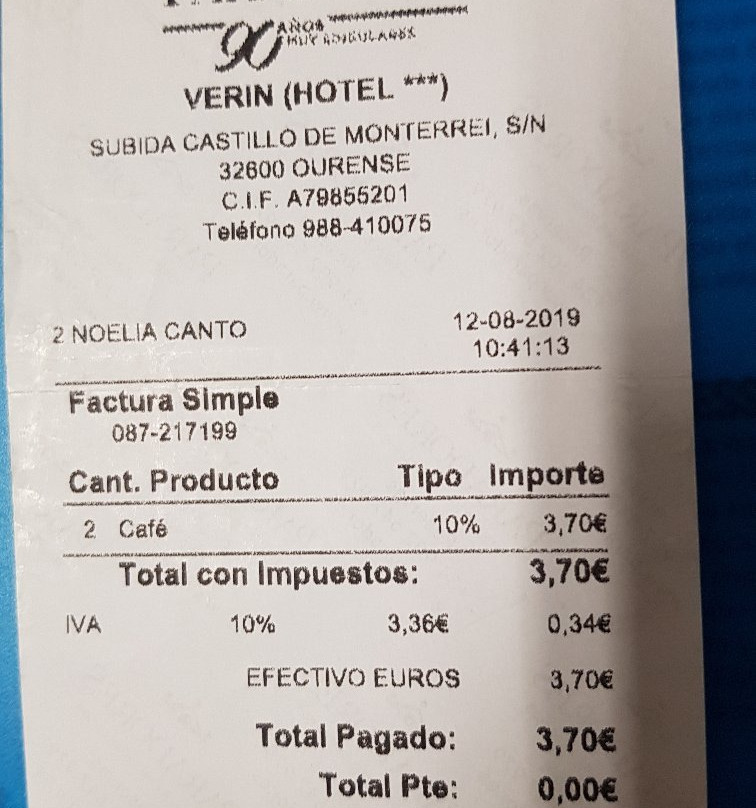 90 AÑOS
MUY SINGULARES
VERIN (HOTEL ***)
SUBIDA CASTILLO DE MONTERREI, S/N
32600 OURENSE
C.I.F. A79855201
Teléfono 988-410075
2 NOELIA CANTO 12-08-2019
10:41:13
Factura Simple
087-217199
Cant. Producto Tipo Importe
2 Café 10% 3,70€
Total con Impuestos: 3,70€
IVA 10% 3,36€ 0,34€
EFECTIVO EUROS 3,70€
Total Pagado: 3,70€
Total Pte: 0,00€